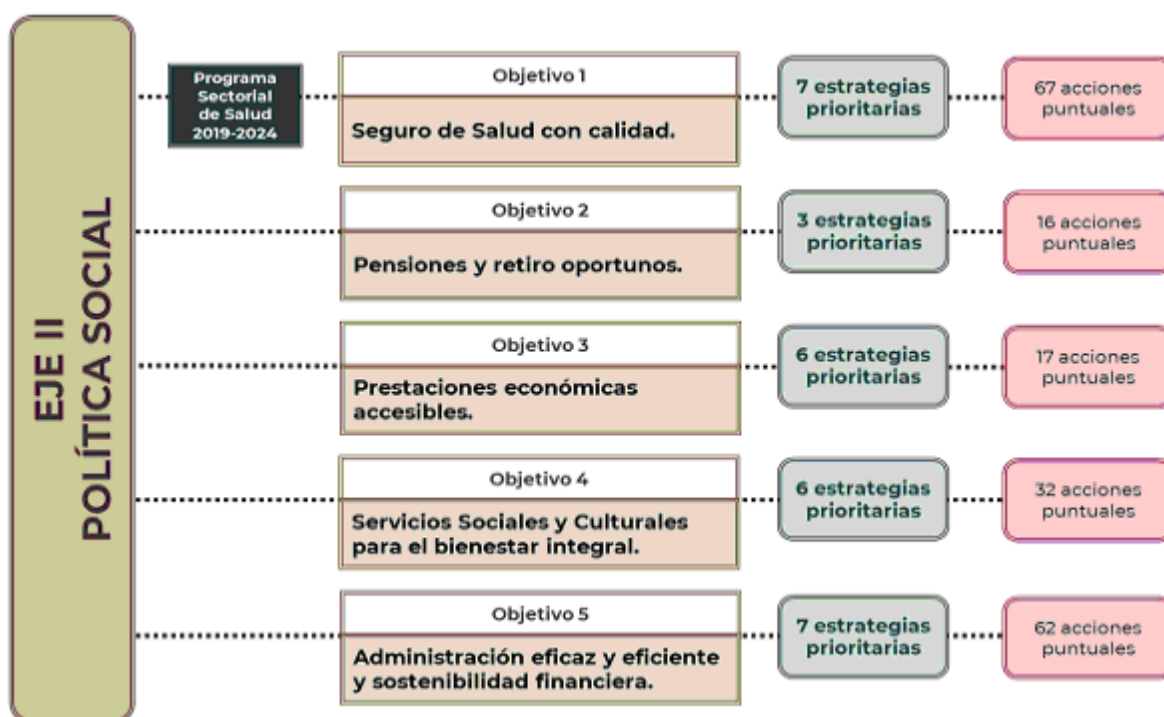 EJE II
POLÍTICA SOCIAL
Programa
Sectorial
de Salud
2019-2024
Objetivo 1
Seguro de Salud con calidad.
7 estrategias
prioritarias
67 acciones
puntuales
Objetivo 2
Pensiones y retiro oportunos.
3 estrategias
prioritarias
16 acciones
puntuales
Objetivo 3
Prestaciones económicas
accesibles.
6 estrategias
prioritarias
17 acciones
puntuales
Objetivo 4
Servicios Sociales y Culturales
para el bienestar integral.
6 estrategias
prioritarias
32 acciones
puntuales
Objetivo 5
Administración eficaz y eficiente
y sostenibilidad financiera.
7 estrategias
prioritarias
62 acciones
puntuales